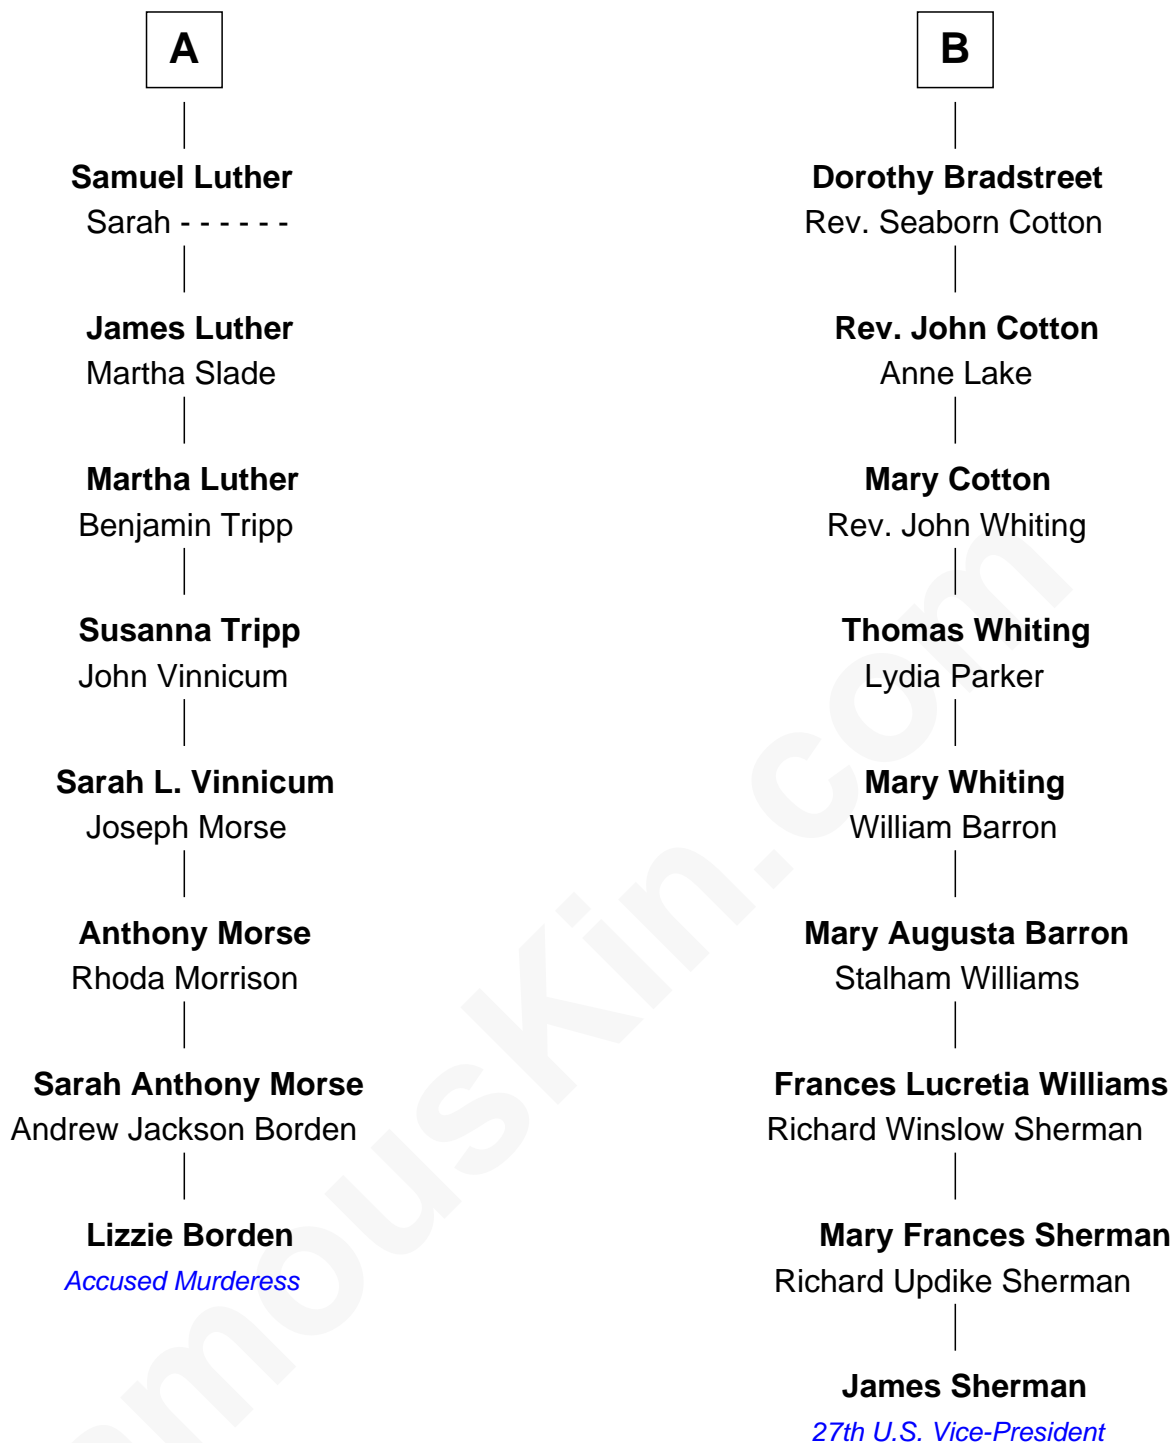 A
Samuel Luther
Sarah - - - - - -
James Luther
Martha Slade
Martha Luther
Benjamin Tripp
Susanna Tripp
John Vinnicum
Sarah L. Vinnicum
Joseph Morse
Anthony Morse
Rhoda Morrison
Sarah Anthony Morse
Andrew Jackson Borden
Lizzie Borden
Accused Murderess
B
Dorothy Bradstreet
Rev. Seaborn Cotton
Rev. John Cotton
Anne Lake
Mary Cotton
Rev. John Whiting
Thomas Whiting
Lydia Parker
Mary Whiting
William Barron
Mary Augusta Barron
Stalham Williams
Frances Lucretia Williams
Richard Winslow Sherman
Mary Frances Sherman
Richard Updike Sherman
James Sherman
27th U.S. Vice-President
amousKin.com